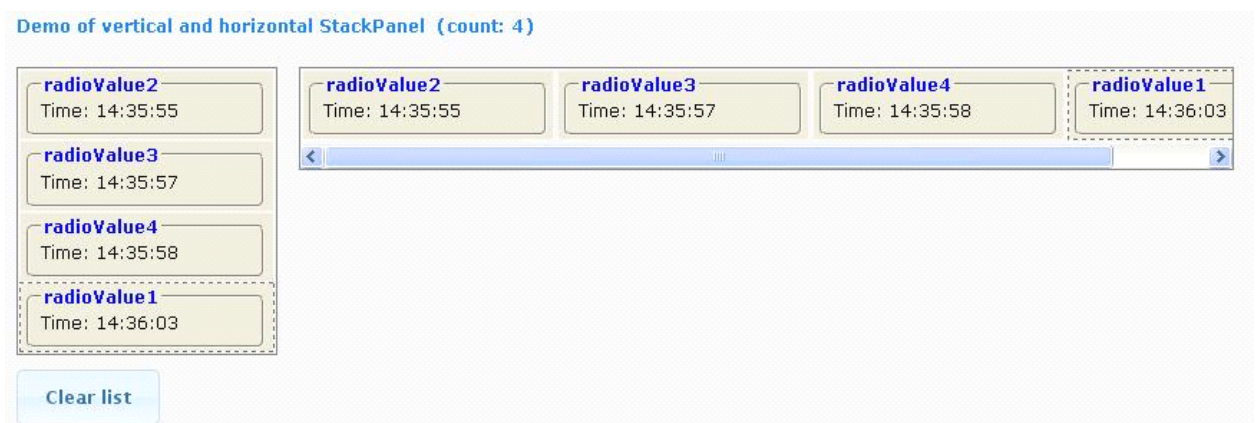 Demo of vertical and horizontal StackPanel (count: 4)
radioValue2
Time: 14:35:55
radioValue3
Time: 14:35:57
radioValue4
Time: 14:35:58
radioValue1
Time: 14:36:03
radioValue2 radioValue3 radioValue4 radioValue1
Time: 14:35:55 Time: 14:35:57 Time: 14:35:58 Time: 14:36:03
Clear list